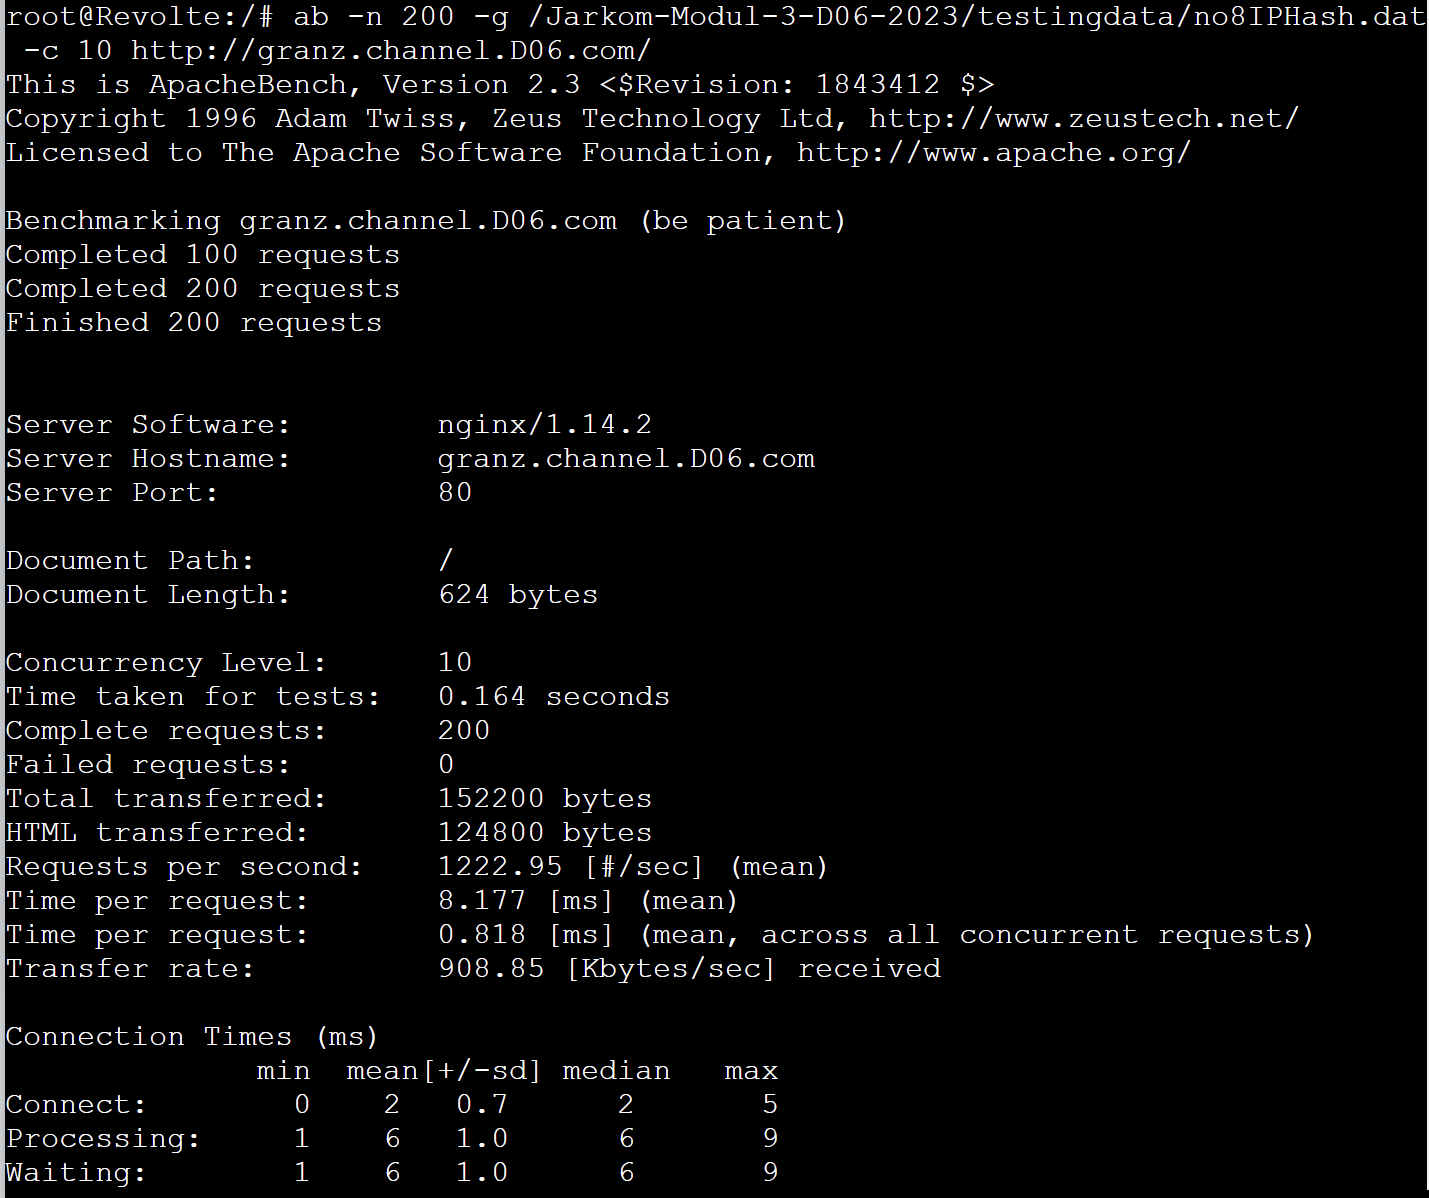 root@Revolte:/# ab -n 200 -g /Jarkom-Modul-3-D06-2023/testingdata/no8IPHash.dat
 -c 10 http://granz.channel.D06.com/
This is ApacheBench, Version 2.3 <$Revision: 1843412 $>
Copyright 1996 Adam Twiss, Zeus Technology Ltd, http://www.zeustech.net/
Licensed to The Apache Software Foundation, http://www.apache.org/

Benchmarking granz.channel.D06.com (be patient)
Completed 100 requests
Completed 200 requests
Finished 200 requests


Server Software:        nginx/1.14.2
Server Hostname:        granz.channel.D06.com
Server Port:            80

Document Path:          /
Document Length:        624 bytes

Concurrency Level:      10
Time taken for tests:   0.164 seconds
Complete requests:      200
Failed requests:        0
Total transferred:      152200 bytes
HTML transferred:       124800 bytes
Requests per second:    1222.95 [#/sec] (mean)
Time per request:       8.177 [ms] (mean)
Time per request:       0.818 [ms] (mean, across all concurrent requests)
Transfer rate:          908.85 [Kbytes/sec] received

Connection Times (ms)
              min  mean[+/-sd] median   max
Connect:        0    2   0.7      2       5
Processing:     1    6   1.0      6       9
Waiting:        1    6   1.0      6       9